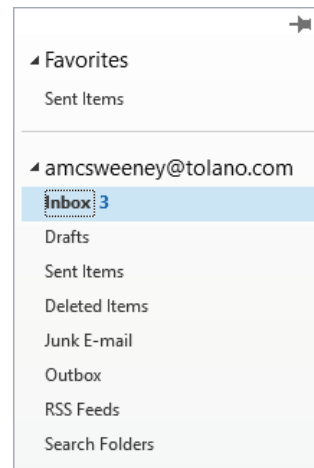 Favorites
Sent Items
amcsweeney@tolano.com
Inbox 3
Drafts
Sent Items
Deleted Items
Junk E-mail
Outbox
RSS Feeds
Search Folders